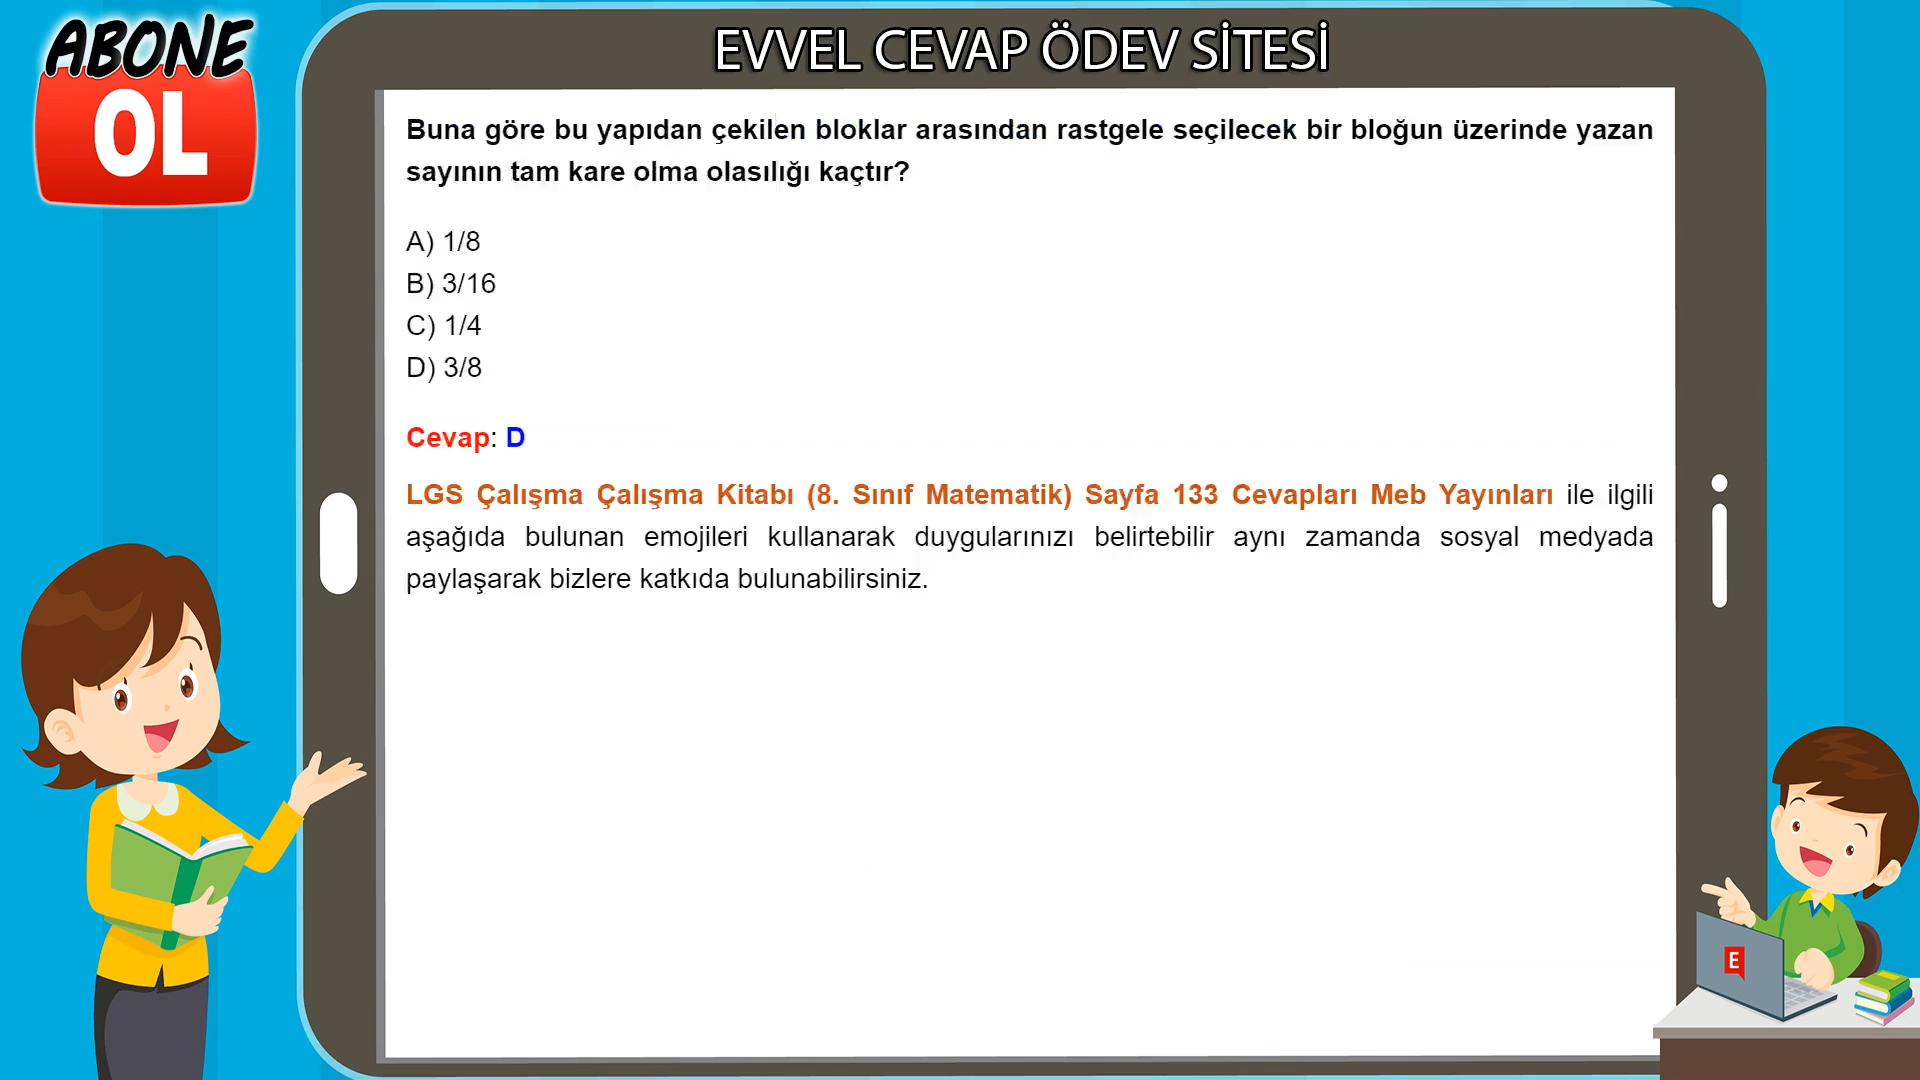 ABONE
OL
EVVEL CEVAP ÖDEV SİTESİ
Buna göre bu yapıdan çekilen bloklar arasından rastgele seçilecek bir bloğun üzerinde yazan
sayının tam kare olma olasılığı kaçtır?
A) 1/8
B) 3/16
C) 1/4
D) 3/8
Cevap: D
LGS Çalışma Çalışma Kitabı (8. Sınıf Matematik) Sayfa 133 Cevapları Meb Yayınları ile ilgili
aşağıda bulunan emojileri kullanarak duygularınızı belirtebilir aynı zamanda sosyal medyada
paylaşarak bizlere katkıda bulunabilirsiniz.
E